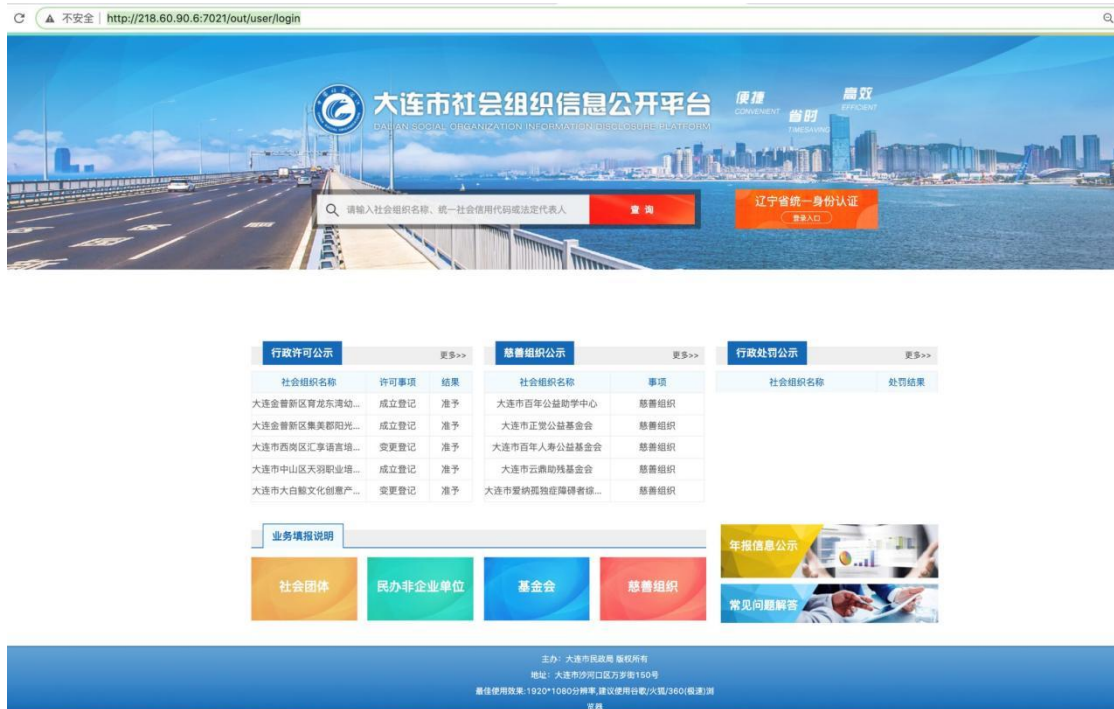 不安全 | http://218.60.90.6:7021/out/user/login
大连市社会组织信息公开平台
DALIAN SOCIAL ORGANIZATION INFORMATION DISCLOSURE PLATFORM
便捷
CONVENIENT
省时
TIMESAVING
高效
EFFICIENT
请输入社会组织名称、统一社会信用代码或法定代表人
查 询
辽宁省统一身份认证
登录入口
行政许可公示 更多>>
社会组织名称 许可事项 结果
大连金普新区育龙东湾幼... 成立登记 准予
大连金普新区集美郡阳光... 成立登记 准予
大连市西岗区汇享语言培... 变更登记 准予
大连市中山区天羽职业培... 成立登记 准予
大连市大白鲸文化创意产... 变更登记 准予
慈善组织公示 更多>>
社会组织名称 事项
大连市百年公益助学中心 慈善组织
大连市正觉公益基金会 慈善组织
大连市百年人寿公益基金会 慈善组织
大连市云鼎助残基金会 慈善组织
大连市爱纳孤独症障碍者综... 慈善组织
行政处罚公示 更多>>
社会组织名称 处罚结果
业务填报说明
社会团体
民办非企业单位
基金会
慈善组织
年报信息公示
常见问题解答
主办：大连市民政局 版权所有
地址：大连市沙河口区万岁街150号
最佳使用效果:1920*1080分辨率,建议使用谷歌/火狐/360(极速)浏
览器